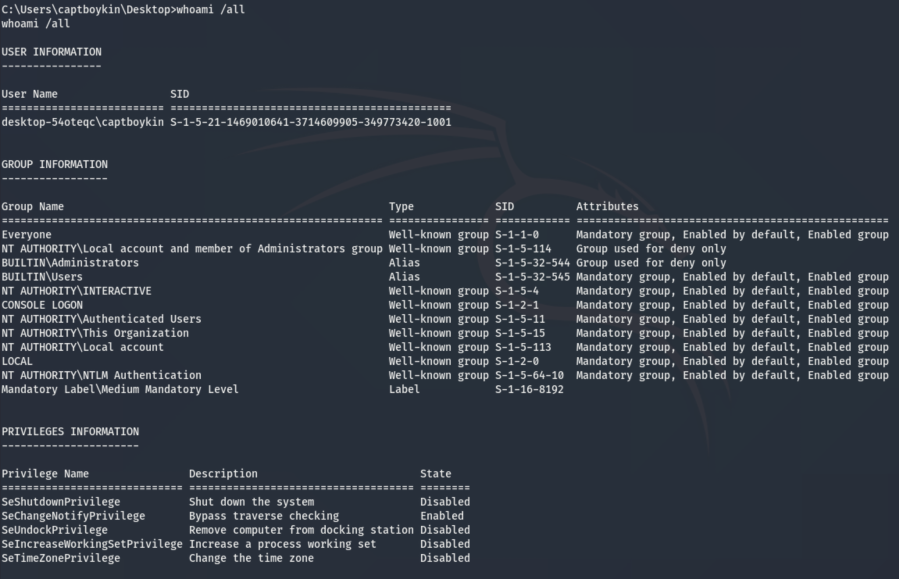 C:\Users\captboykin\Desktop>whoami /all
whoami /all
USER INFORMATION
----------------
User Name                  SID
========================== =============================================
desktop-54oteqc\captboykin S-1-5-21-1469010641-3714609905-349773420-1001
GROUP INFORMATION
-----------------
Group Name                                                    Type             SID          Attributes
============================================================= ================ ============ ==================================================
Everyone                                                      Well-known group S-1-1-0      Mandatory group, Enabled by default, Enabled group
NT AUTHORITY\Local account and member of Administrators group Well-known group S-1-5-114    Group used for deny only
BUILTIN\Administrators                                        Alias            S-1-5-32-544 Group used for deny only
BUILTIN\Users                                                 Alias            S-1-5-32-545 Mandatory group, Enabled by default, Enabled group
NT AUTHORITY\INTERACTIVE                                      Well-known group S-1-5-4      Mandatory group, Enabled by default, Enabled group
CONSOLE LOGON                                                 Well-known group S-1-2-1      Mandatory group, Enabled by default, Enabled group
NT AUTHORITY\Authenticated Users                              Well-known group S-1-5-11     Mandatory group, Enabled by default, Enabled group
NT AUTHORITY\This Organization                                Well-known group S-1-5-15     Mandatory group, Enabled by default, Enabled group
NT AUTHORITY\Local account                                    Well-known group S-1-5-113    Mandatory group, Enabled by default, Enabled group
LOCAL                                                         Well-known group S-1-2-0      Mandatory group, Enabled by default, Enabled group
NT AUTHORITY\NTLM Authentication                              Well-known group S-1-5-64-10  Mandatory group, Enabled by default, Enabled group
Mandatory Label\Medium Mandatory Level                        Label            S-1-16-8192
PRIVILEGES INFORMATION
----------------------
Privilege Name                Description                          State
============================= ==================================== ========
SeShutdownPrivilege           Shut down the system                 Disabled
SeChangeNotifyPrivilege       Bypass traverse checking             Enabled
SeUndockPrivilege             Remove computer from docking station Disabled
SeIncreaseWorkingSetPrivilege Increase a process working set       Disabled
SeTimeZonePrivilege           Change the time zone                 Disabled